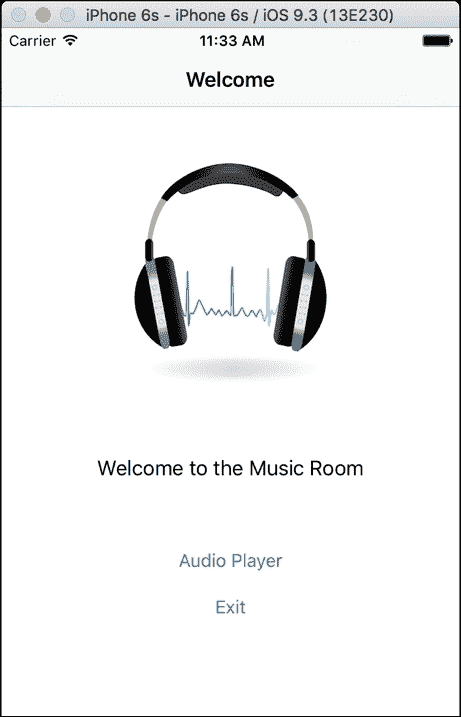 iPhone 6s - iPhone 6s / iOS 9.3 (13E230)
Carrier 11:33 AM
Welcome
Welcome to the Music Room
Audio Player
Exit